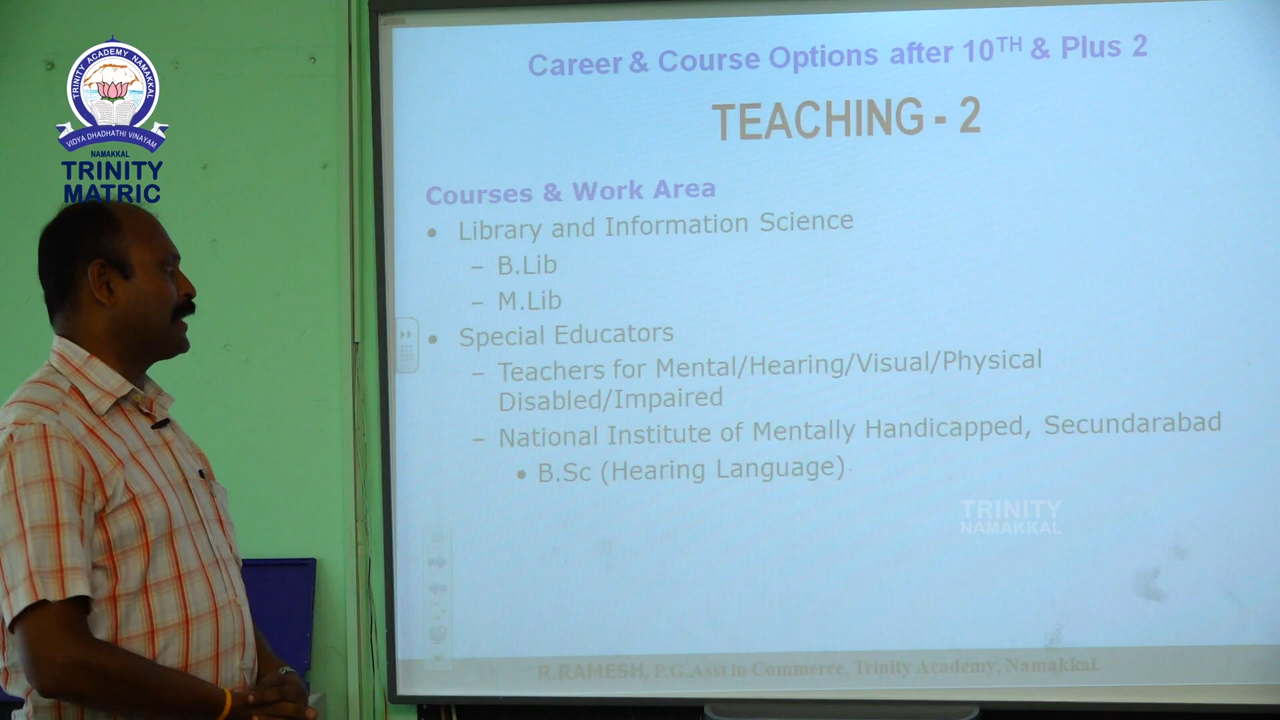 TRINITY ACADEMY NAMAKKAL
VIDYA DHADHATHI VINAYAM
NAMAKKAL
TRINITY
MATRIC
Career & Course Options after 10TH & Plus 2
TEACHING - 2
Courses & Work Area
• Library and Information Science
– B.Lib
– M.Lib
• Special Educators
– Teachers for Mental/Hearing/Visual/Physical
Disabled/Impaired
– National Institute of Mentally Handicapped, Secundarabad
• B.Sc (Hearing Language)
TRINITY
NAMAKKAL
R.RAMESH, P.G.Asst in Commerce, Trinity Academy, Namakkal.